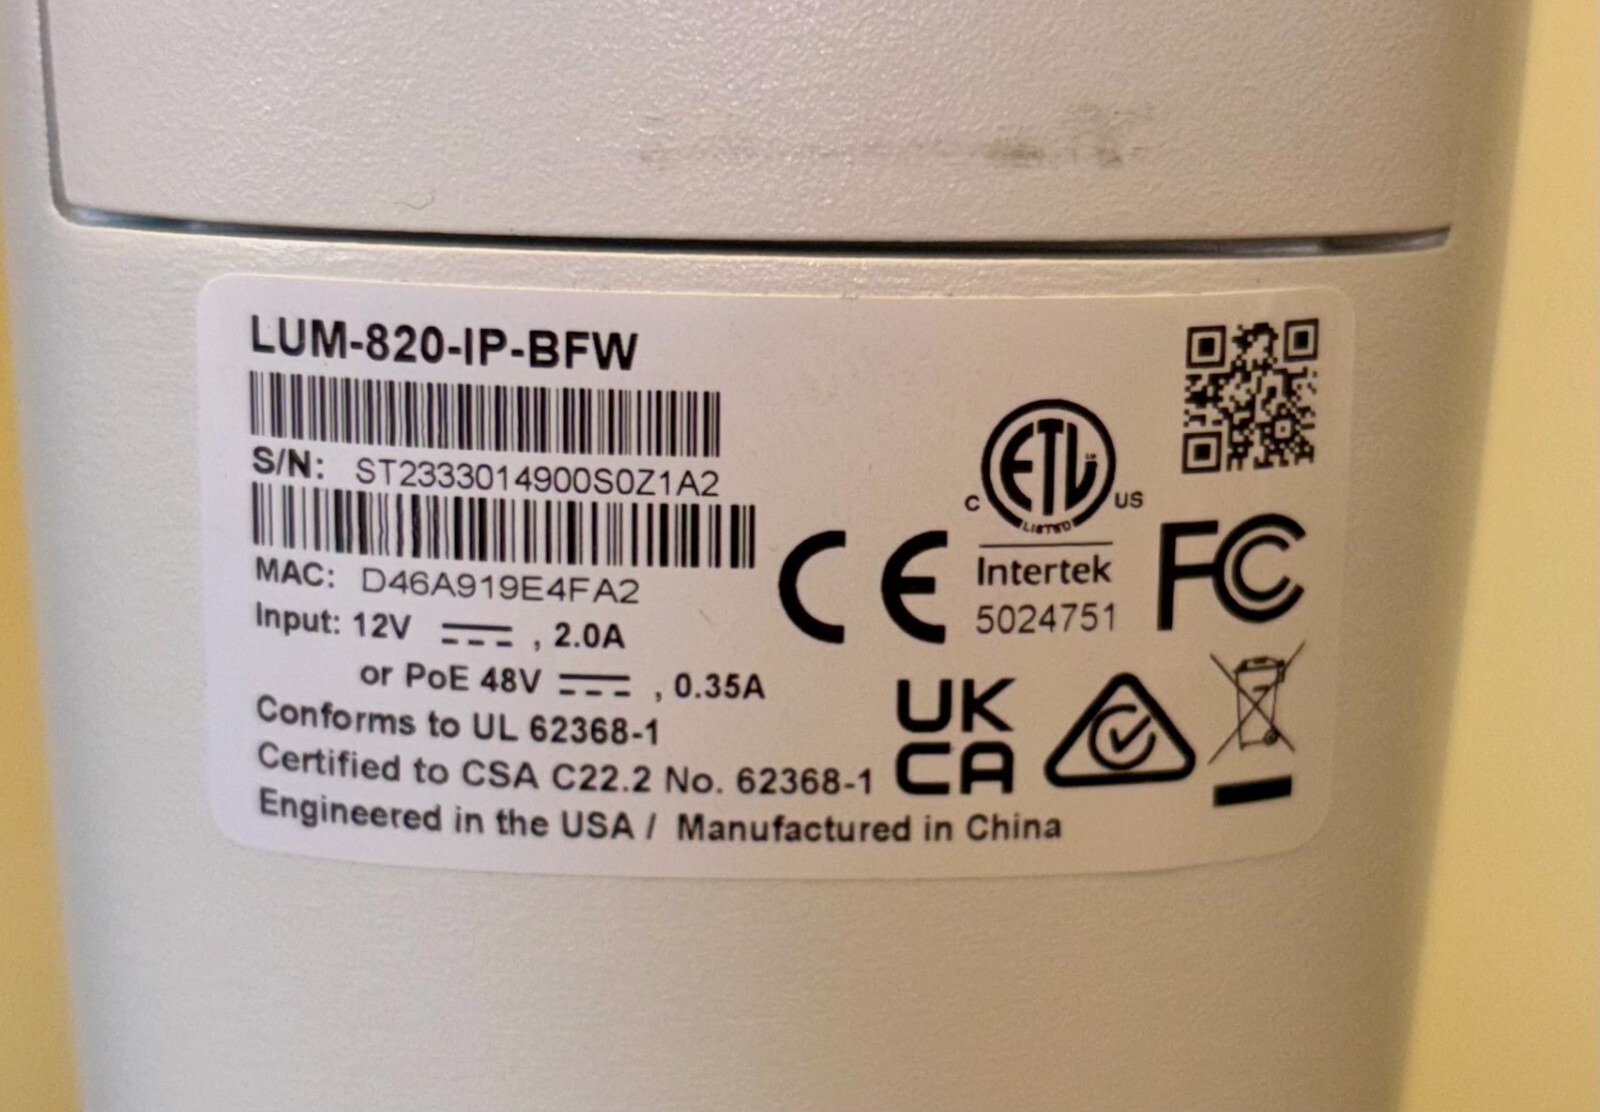 LUM-820-IP-BFW
S/N: ST2333014900S0Z1A2
MAC: D46A919E4FA2
Input: 12V ⎓ , 2.0A
or PoE 48V ⎓ , 0.35A
Conforms to UL 62368-1
Certified to CSA C22.2 No. 62368-1
Engineered in the USA / Manufactured in China
CE
ETL
LISTED
C US
Intertek
5024751
FC
UK
CA